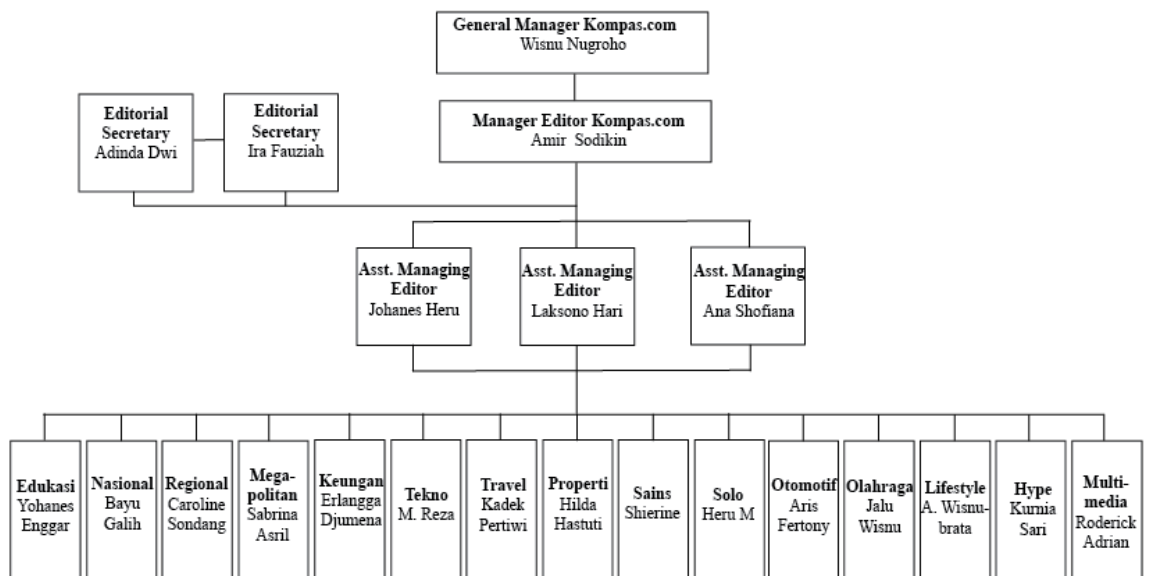 General Manager Kompas.com
Wisnu Nugroho
Manager Editor Kompas.com
Amir Sodikin
Editorial
Secretary
Adinda Dwi
Editorial
Secretary
Ira Fauziah
Asst. Managing
Editor
Johanes Heru
Asst. Managing
Editor
Laksono Hari
Asst. Managing
Editor
Ana Shofiana
Edukasi
Yohanes
Enggar
Nasional
Bayu
Galih
Regional
Caroline
Sondang
Mega-
politan
Sabrina
Asril
Keungan
Erlangga
Djumena
Tekno
M. Reza
Travel
Kadek
Pertiwi
Properti
Hilda
Hastuti
Sains
Shierine
Solo
Heru M
Otomotif
Aris
Fertony
Olahraga
Jalu
Wisnu
Lifestyle
A. Wisnu-
brata
Hype
Kurnia
Sari
Multi-
media
Roderick
Adrian